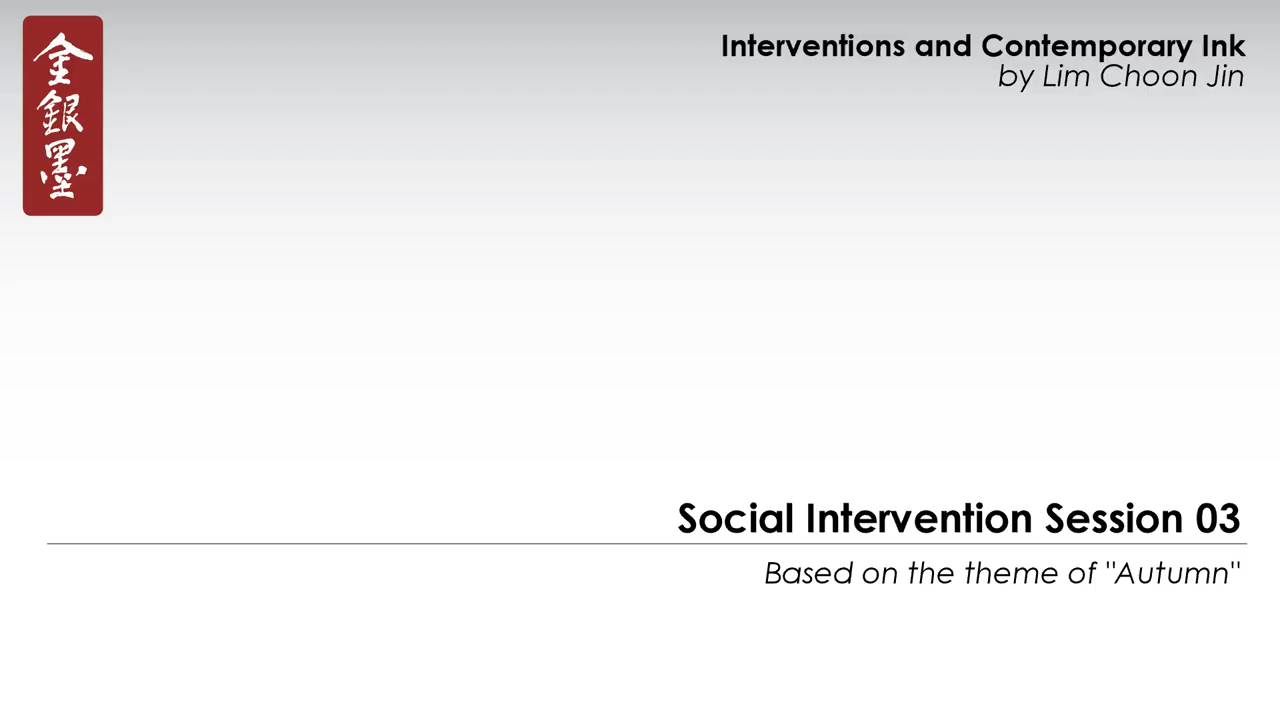 金銀墨
Interventions and Contemporary Ink
by Lim Choon Jin
Social Intervention Session 03
Based on the theme of "Autumn"